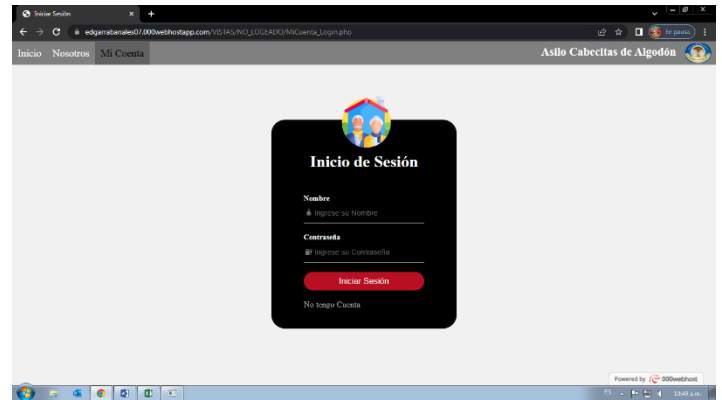 Iniciar Sesión
edgarrabanales07.000webhostapp.com/VISTAS/NO_LOGEADO/MiCuenta_Login.php
En pausa
Inicio Nosotros Mi Cuenta
Asilo Cabecitas de Algodón
Inicio de Sesión
Nombre
Ingrese su Nombre
Contraseña
Ingrese su Contraseña
Iniciar Sesión
No tengo Cuenta
Powered by 000webhost
ES